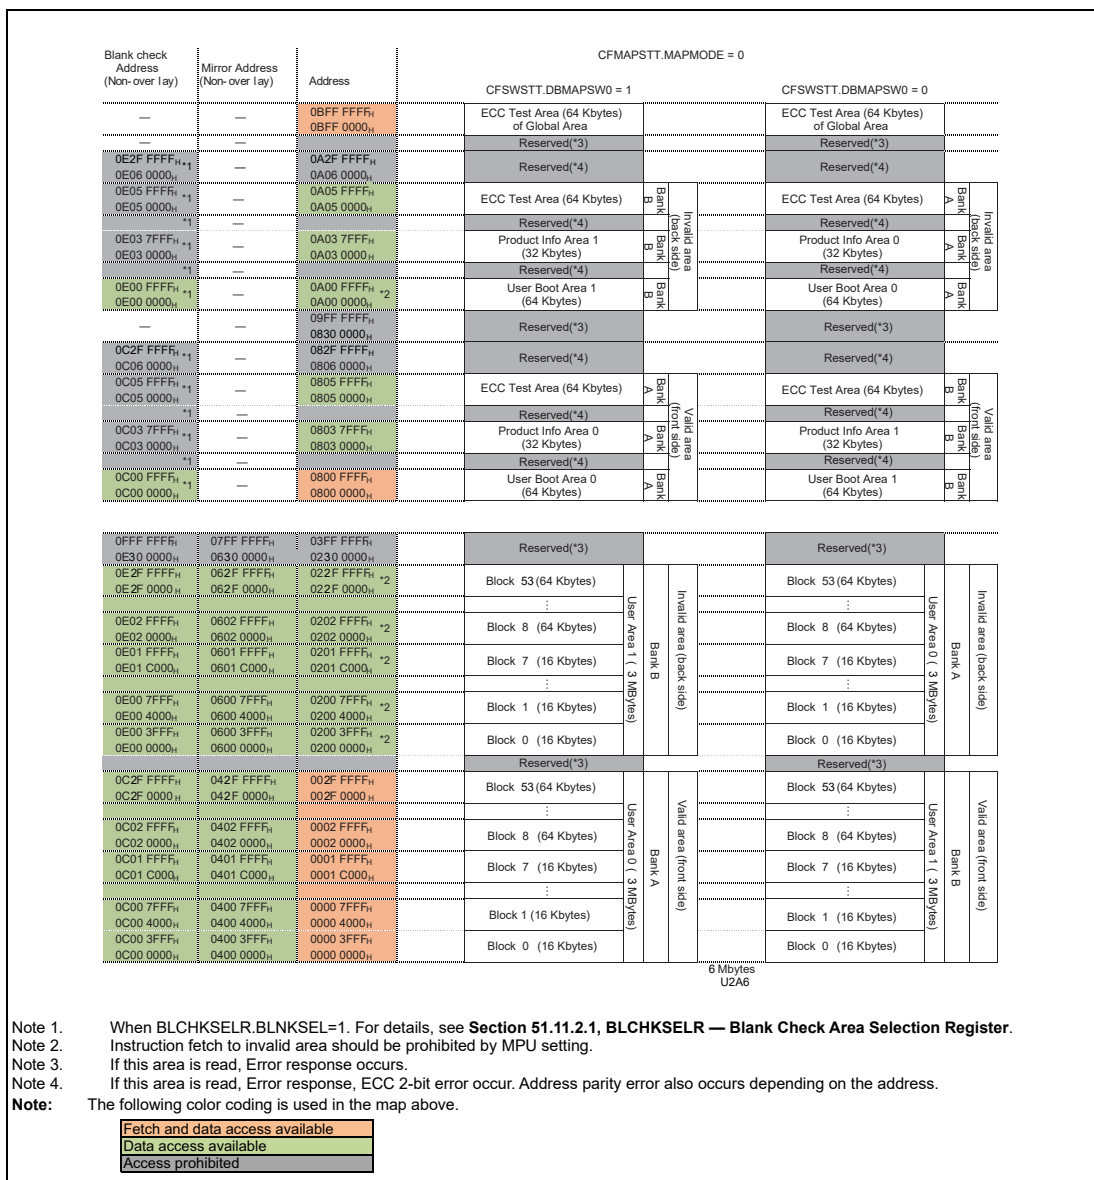 CFMAPSTT.MAPMODE = 0
Blank check
Address
(Non-over lay)
Mirror Address
(Non-over lay)
Address
CFSWSTT.DBMAPSW0 = 1
CFSWSTT.DBMAPSW0 = 0
— — 0BFF FFFFH ECC Test Area (64 Kbytes) ECC Test Area (64 Kbytes)
0BFF 0000H of Global Area of Global Area
— — Reserved(*3) Reserved(*3)
0E2F FFFFH *1 — 0A2F FFFFH Reserved(*4) Reserved(*4)
0E06 0000H 0A06 0000H
0E05 FFFFH *1 — 0A05 FFFFH ECC Test Area (64 Kbytes) Bank B ECC Test Area (64 Kbytes) Bank A
0E05 0000H 0A05 0000H
*1 — Reserved(*4) Reserved(*4)
0E03 7FFFH *1 — 0A03 7FFFH Product Info Area 1 Bank B Product Info Area 0 Bank A
0E03 0000H 0A03 0000H (32 Kbytes) (32 Kbytes)
*1 — Reserved(*4) Reserved(*4)
0E00 FFFFH *1 — 0A00 FFFFH *2 User Boot Area 1 Bank B User Boot Area 0 Bank A
0E00 0000H 0A00 0000H (64 Kbytes) (64 Kbytes)
Invalid area (back side) Invalid area (back side)
— — 09FF FFFFH Reserved(*3) Reserved(*3)
0830 0000H
0C2F FFFFH *1 — 082F FFFFH Reserved(*4) Reserved(*4)
0C06 0000H 0806 0000H
0C05 FFFFH *1 — 0805 FFFFH ECC Test Area (64 Kbytes) Bank A ECC Test Area (64 Kbytes) Bank B
0C05 0000H 0805 0000H
*1 — Reserved(*4) Reserved(*4)
0C03 7FFFH *1 — 0803 7FFFH Product Info Area 0 Bank A Product Info Area 1 Bank B
0C03 0000H 0803 0000H (32 Kbytes) (32 Kbytes)
*1 — Reserved(*4) Reserved(*4)
0C00 FFFFH *1 — 0800 FFFFH User Boot Area 0 Bank A User Boot Area 1 Bank B
0C00 0000H 0800 0000H (64 Kbytes) (64 Kbytes)
Valid area (front side) Valid area (front side)
0FFF FFFFH 07FF FFFFH 03FF FFFFH Reserved(*3) Reserved(*3)
0E30 0000H 0630 0000H 0230 0000H
0E2F FFFFH 062F FFFFH 022F FFFFH *2 Block 53 (64 Kbytes) Block 53 (64 Kbytes)
0E2F 0000H 062F 0000H 022F 0000H
⋮ ⋮
0E02 FFFFH 0602 FFFFH 0202 FFFFH *2 Block 8 (64 Kbytes) Block 8 (64 Kbytes)
0E02 0000H 0602 0000H 0202 0000H
0E01 FFFFH 0601 FFFFH 0201 FFFFH *2 Block 7 (16 Kbytes) Block 7 (16 Kbytes)
0E01 C000H 0601 C000H 0201 C000H
⋮ ⋮
0E00 7FFFH 0600 7FFFH 0200 7FFFH *2 Block 1 (16 Kbytes) Block 1 (16 Kbytes)
0E00 4000H 0600 4000H 0200 4000H
0E00 3FFFH 0600 3FFFH 0200 3FFFH *2 Block 0 (16 Kbytes) Block 0 (16 Kbytes)
0E00 0000H 0600 0000H 0200 0000H
User Area 1 ( 3 MBytes) Bank B Invalid area (back side) User Area 0 ( 3 MBytes) Bank A Invalid area (back side)
Reserved(*3) Reserved(*3)
0C2F FFFFH 042F FFFFH 002F FFFFH Block 53 (64 Kbytes) Block 53 (64 Kbytes)
0C2F 0000H 042F 0000H 002F 0000H
⋮ ⋮
0C02 FFFFH 0402 FFFFH 0002 FFFFH Block 8 (64 Kbytes) Block 8 (64 Kbytes)
0C02 0000H 0402 0000H 0002 0000H
0C01 FFFFH 0401 FFFFH 0001 FFFFH Block 7 (16 Kbytes) Block 7 (16 Kbytes)
0C01 C000H 0401 C000H 0001 C000H
⋮ ⋮
0C00 7FFFH 0400 7FFFH 0000 7FFFH Block 1 (16 Kbytes) Block 1 (16 Kbytes)
0C00 4000H 0400 4000H 0000 4000H
0C00 3FFFH 0400 3FFFH 0000 3FFFH Block 0 (16 Kbytes) Block 0 (16 Kbytes)
0C00 0000H 0400 0000H 0000 0000H
User Area 0 ( 3 MBytes) Bank A Valid area (front side) User Area 1 ( 3 MBytes) Bank B Valid area (front side)
6 Mbytes
U2A6
Note 1. When BLCHKSELR.BLNKSEL=1. For details, see Section 51.11.2.1, BLCHKSELR — Blank Check Area Selection Register.
Note 2. Instruction fetch to invalid area should be prohibited by MPU setting.
Note 3. If this area is read, Error response occurs.
Note 4. If this area is read, Error response, ECC 2-bit error occur. Address parity error also occurs depending on the address.
Note: The following color coding is used in the map above.
Fetch and data access available
Data access available
Access prohibited